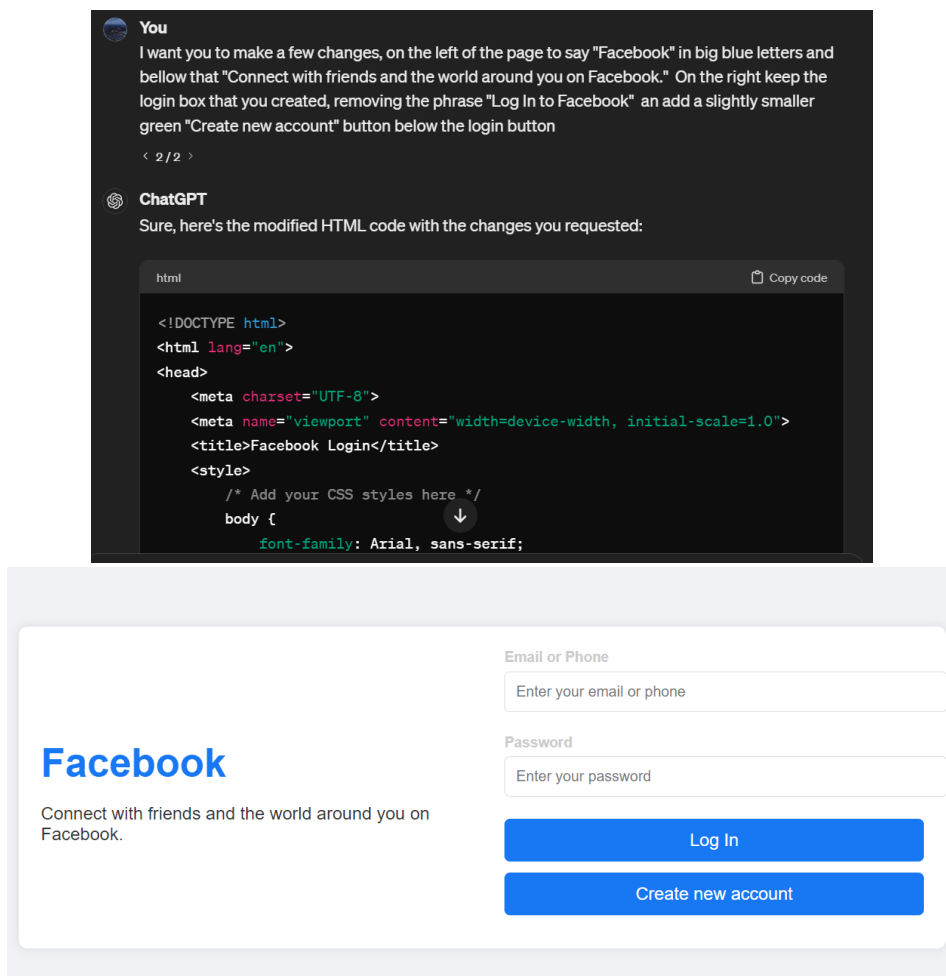 You
I want you to make a few changes, on the left of the page to say "Facebook" in big blue letters and
bellow that "Connect with friends and the world around you on Facebook."  On the right keep the
login box that you created, removing the phrase "Log In to Facebook"  an add a slightly smaller
green "Create new account" button below the login button
< 2 / 2 >
ChatGPT
Sure, here's the modified HTML code with the changes you requested:
html
Copy code
<!DOCTYPE html>
<html lang="en">
<head>
    <meta charset="UTF-8">
    <meta name="viewport" content="width=device-width, initial-scale=1.0">
    <title>Facebook Login</title>
    <style>
        /* Add your CSS styles here */
        body {
            font-family: Arial, sans-serif;
Email or Phone
Enter your email or phone
Password
Enter your password
Facebook
Connect with friends and the world around you on
Facebook.
Log In
Create new account